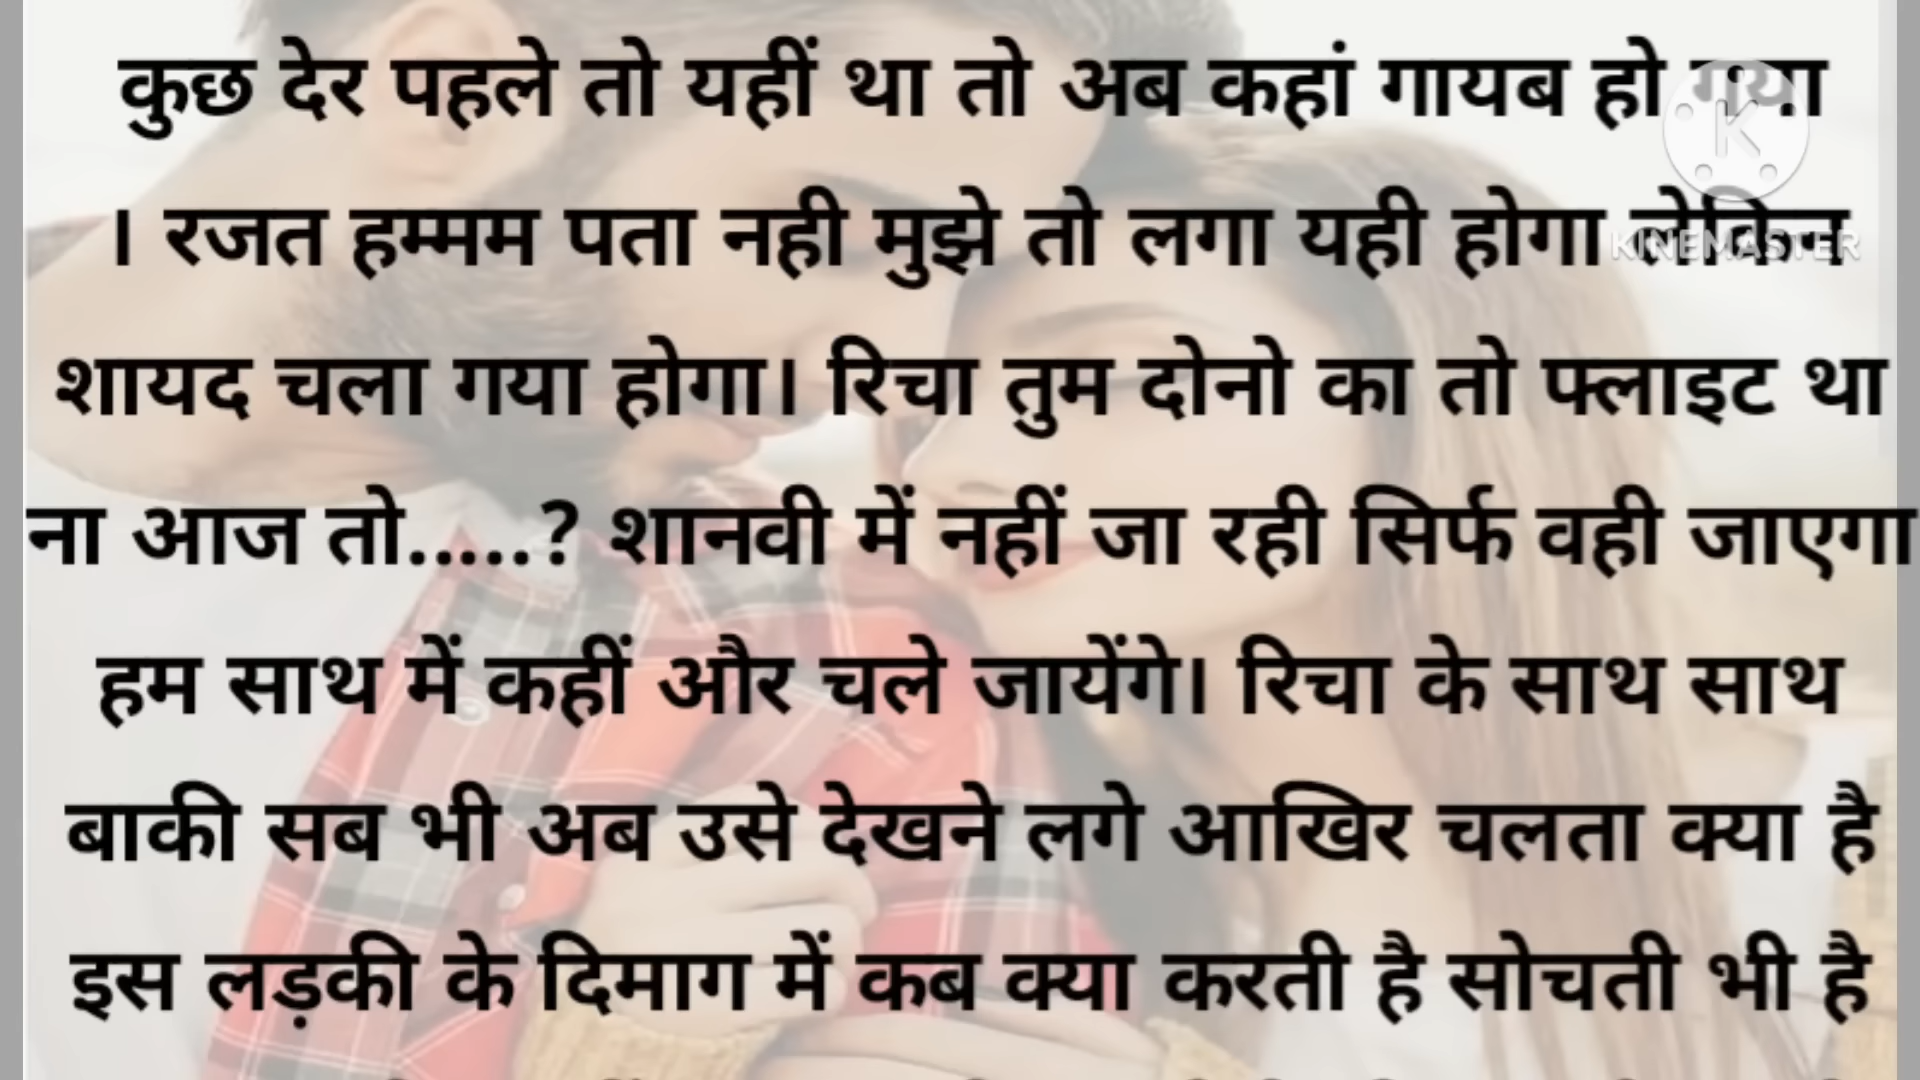 कुछ देर पहले तो यहीं था तो अब कहां गायब हो गया
। रजत हम्मम पता नही मुझे तो लगा यही होगा लेकिन
शायद चला गया होगा। रिचा तुम दोनो का तो फ्लाइट था
ना आज तो.....? शानवी में नहीं जा रही सिर्फ वही जाएगा
हम साथ में कहीं और चले जायेंगे। रिचा के साथ साथ
बाकी सब भी अब उसे देखने लगे आखिर चलता क्या है
इस लड़की के दिमाग में कब क्या करती है सोचती भी है
K
KINEMASTER